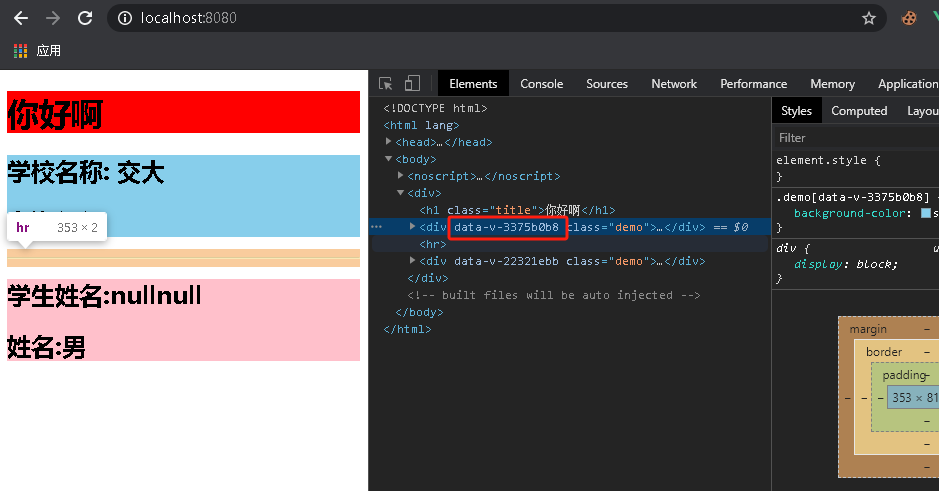 localhost:8080
应用
你好啊
学校名称: 交大
hr 353 × 2
学生姓名:nullnull
姓名:男
Elements Console Sources Network Performance Memory Application
<!DOCTYPE html>
<html lang>
<head>…</head>
<body>
<noscript>…</noscript>
<div>
<h1 class="title">你好啊</h1>
<div data-v-3375b0b8 class="demo">…</div> == $0
<hr>
<div data-v-22321ebb class="demo">…</div>
</div>
<!-- built files will be auto injected -->
</body>
</html>
Styles Computed Layou
Filter
element.style {
}
.demo[data-v-3375b0b8] {
background-color: s
}
div { u
display: block;
}
margin –
border –
padding –
– – – 353 × 81
–
–
–